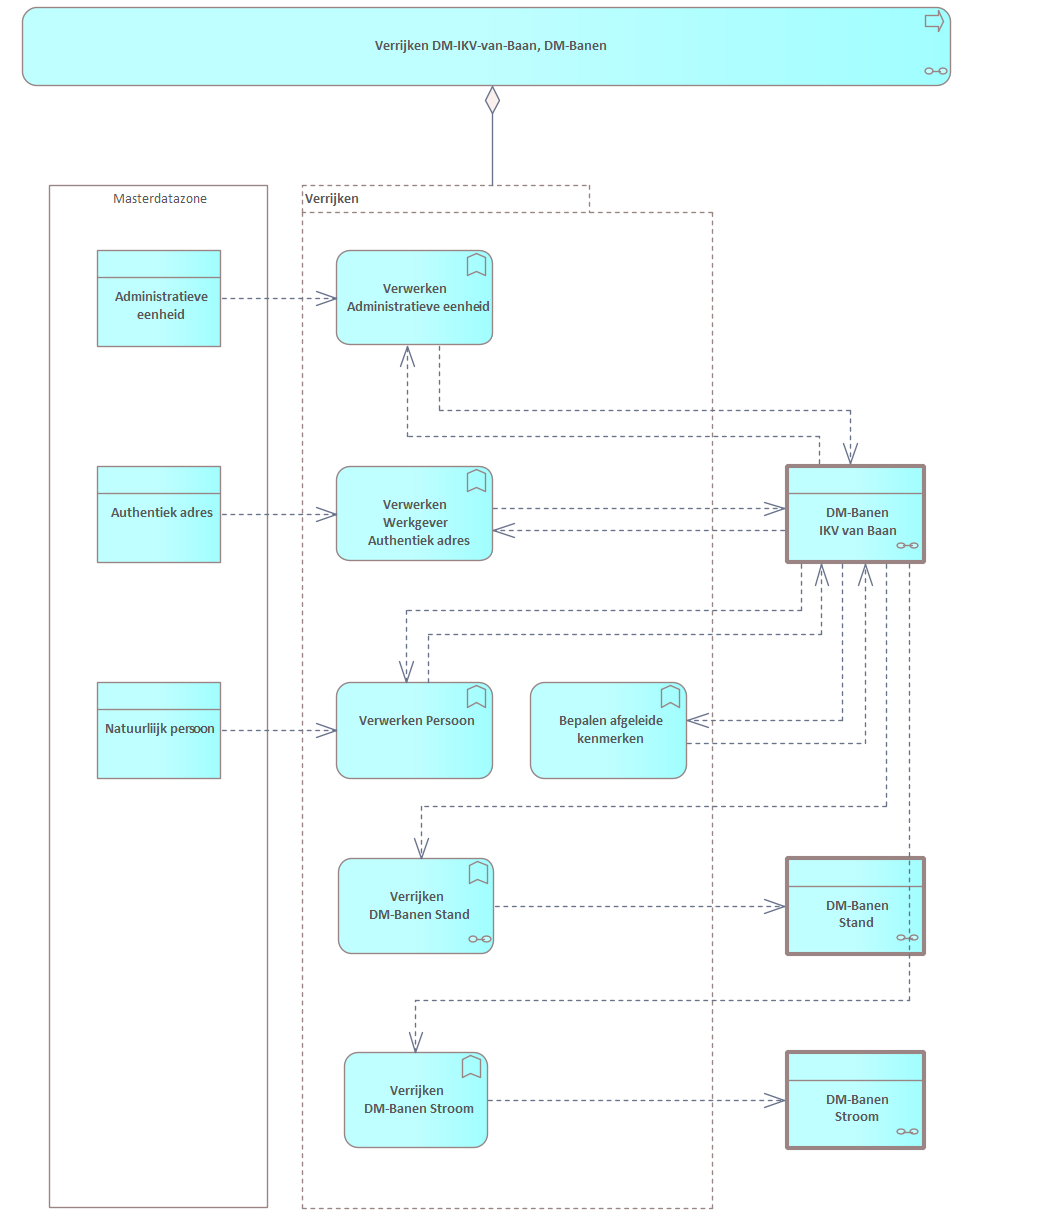 Verrijken DM-IKV-van-Baan, DM-Banen
Masterdatazone
Verrijken
Administratieve
eenheid
Verwerken
Administratieve eenheid
Authentiek adres
Verwerken
Werkgever
Authentiek adres
DM-Banen
IKV van Baan
Natuurliijk persoon
Verwerken Persoon
Bepalen afgeleide
kenmerken
Verrijken
DM-Banen Stand
DM-Banen
Stand
Verrijken
DM-Banen Stroom
DM-Banen
Stroom